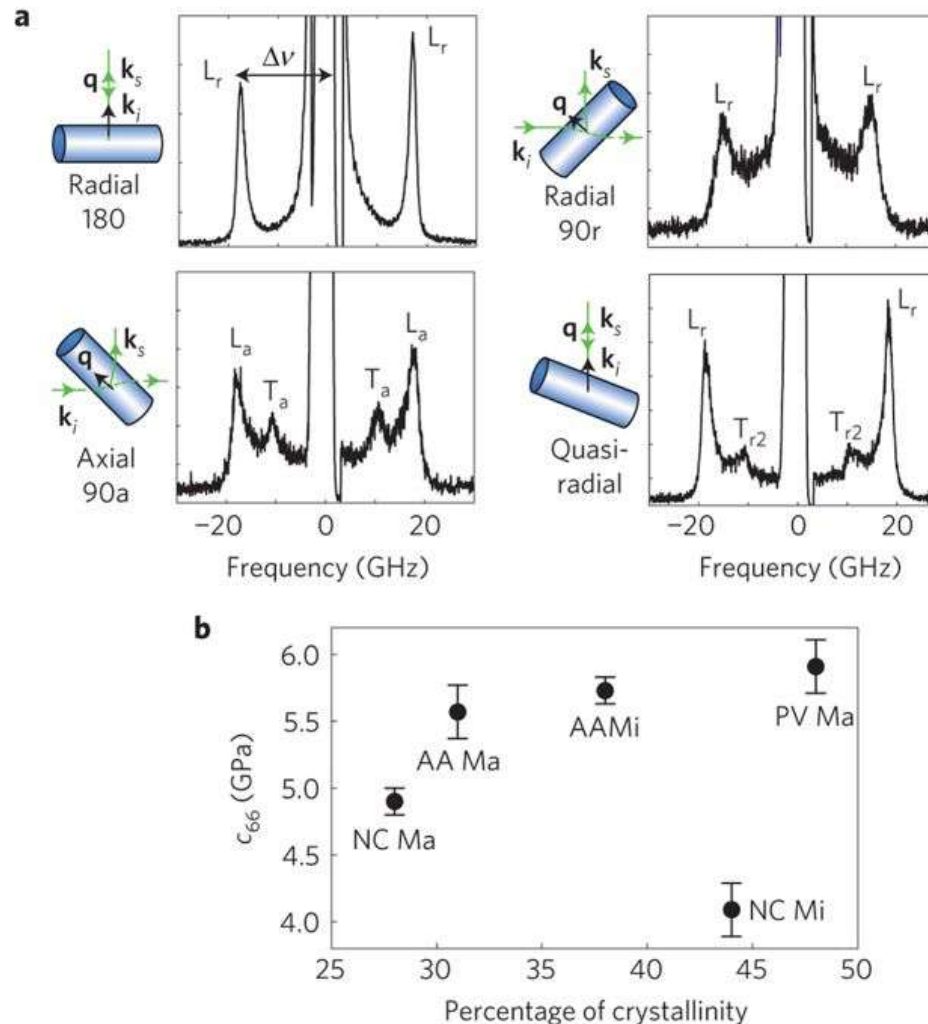 a
L_r
Δν
L_r
q
k_s
k_i
Radial
180
k_s
q
k_i
Radial
90r
L_r
L_r
q
k_s
k_i
Axial
90a
L_a
T_a
T_a
L_a
−20
0
20
Frequency (GHz)
q
k_s
k_i
Quasi-
radial
L_r
T_r2
T_r2
L_r
−20
0
20
Frequency (GHz)
b
6.0
5.5
5.0
4.5
4.0
c_66 (GPa)
NC Ma
AA Ma
AAMi
PV Ma
NC Mi
25
30
35
40
45
50
Percentage of crystallinity